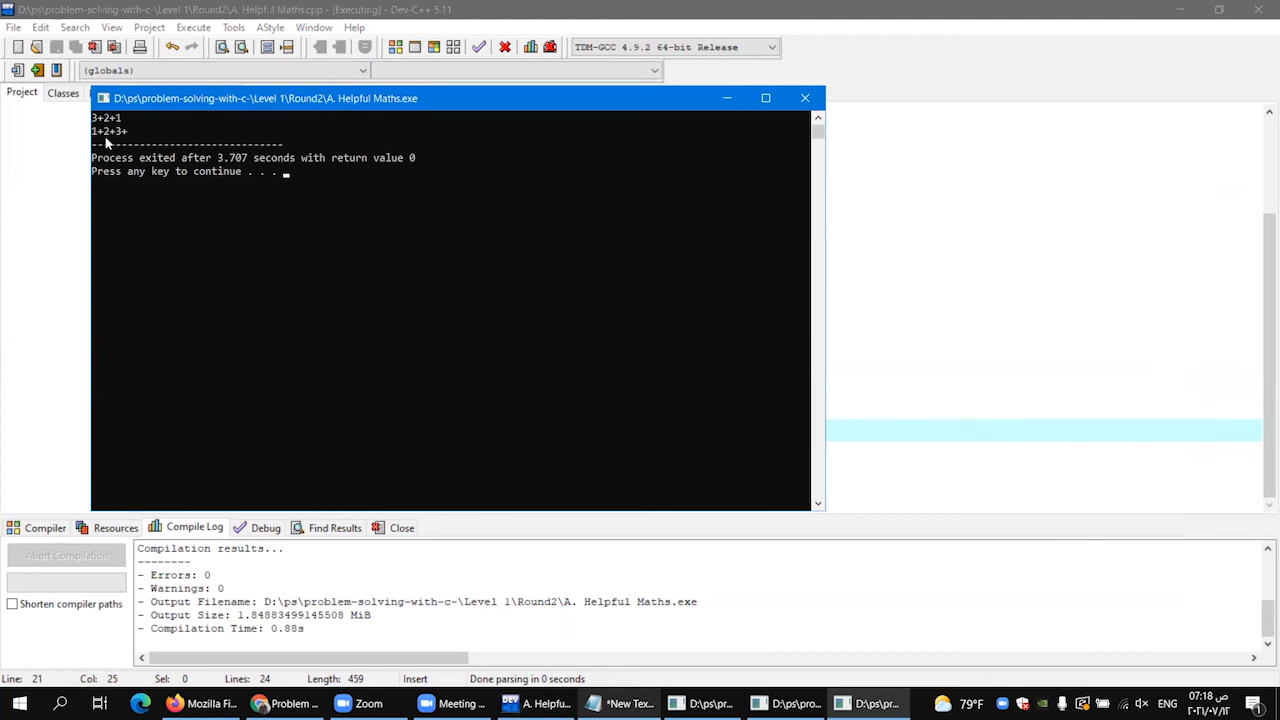 D:\ps\problem-solving-with-c-\Level 1\Round2\A. Helpful Maths.cpp - [Executing] - Dev-C++ 5.11
File Edit Search View Project Execute Tools AStyle Window Help
TDM-GCC 4.9.2 64-bit Release
(globals)
Project Classes
D:\ps\problem-solving-with-c-\Level 1\Round2\A. Helpful Maths.exe
3+2+1
1+2+3+
--------------------------------
Process exited after 3.707 seconds with return value 0
Press any key to continue . . .
Compiler Resources Compile Log Debug Find Results Close
Abort Compilation
Shorten compiler paths
Compilation results...
--------
- Errors: 0
- Warnings: 0
- Output Filename: D:\ps\problem-solving-with-c-\Level 1\Round2\A. Helpful Maths.exe
- Output Size: 1.84883499145508 MiB
- Compilation Time: 0.88s
Line: 21 Col: 25 Sel: 0 Lines: 24 Length: 459 Insert Done parsing in 0 seconds
Mozilla Fi... Problem ... Zoom Meeting ... A. Helpfu... *New Tex... D:\ps\pr... D:\ps\pro... D:\ps\pr... 79°F ENG